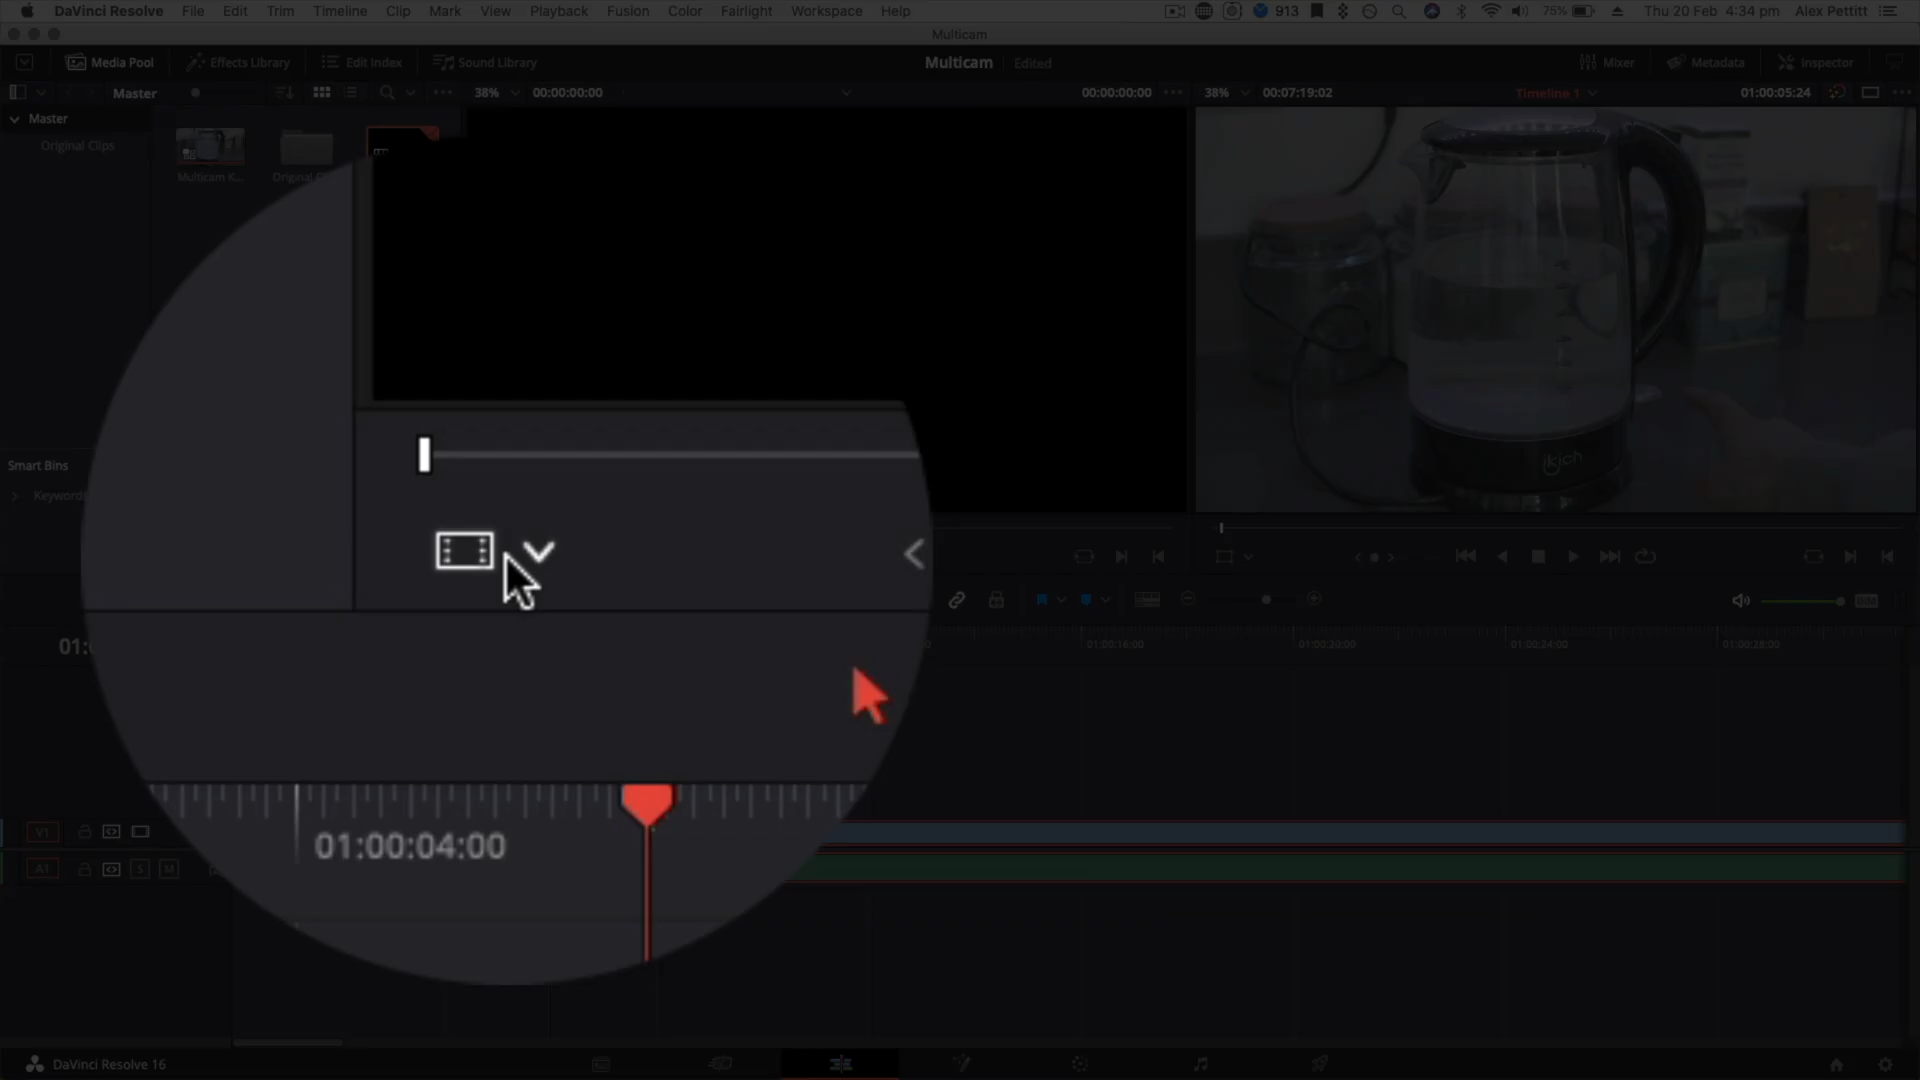 DaVinci Resolve File Edit Trim Timeline Clip Mark View Playback Fusion Color Fairlight Workspace Help 913 75% Thu 20 Feb 4:34 pm Alex Pettitt
Multicam
Media Pool Effects Library Edit Index Sound Library Multicam Edited Mixer Metadata Inspector
Master 38% 00:00:00:00 00:00:00:00 38% 00:07:19:02 Timeline 1 01:00:05:24
Master
Original Clips
Multicam K...
Original
ikich
Smart Bins
Keywords
01:
01:00:16:00 01:00:20:00 01:00:24:00 01:00:28:00
01:00:04:00
V1
A1 S M
DaVinci Resolve 16